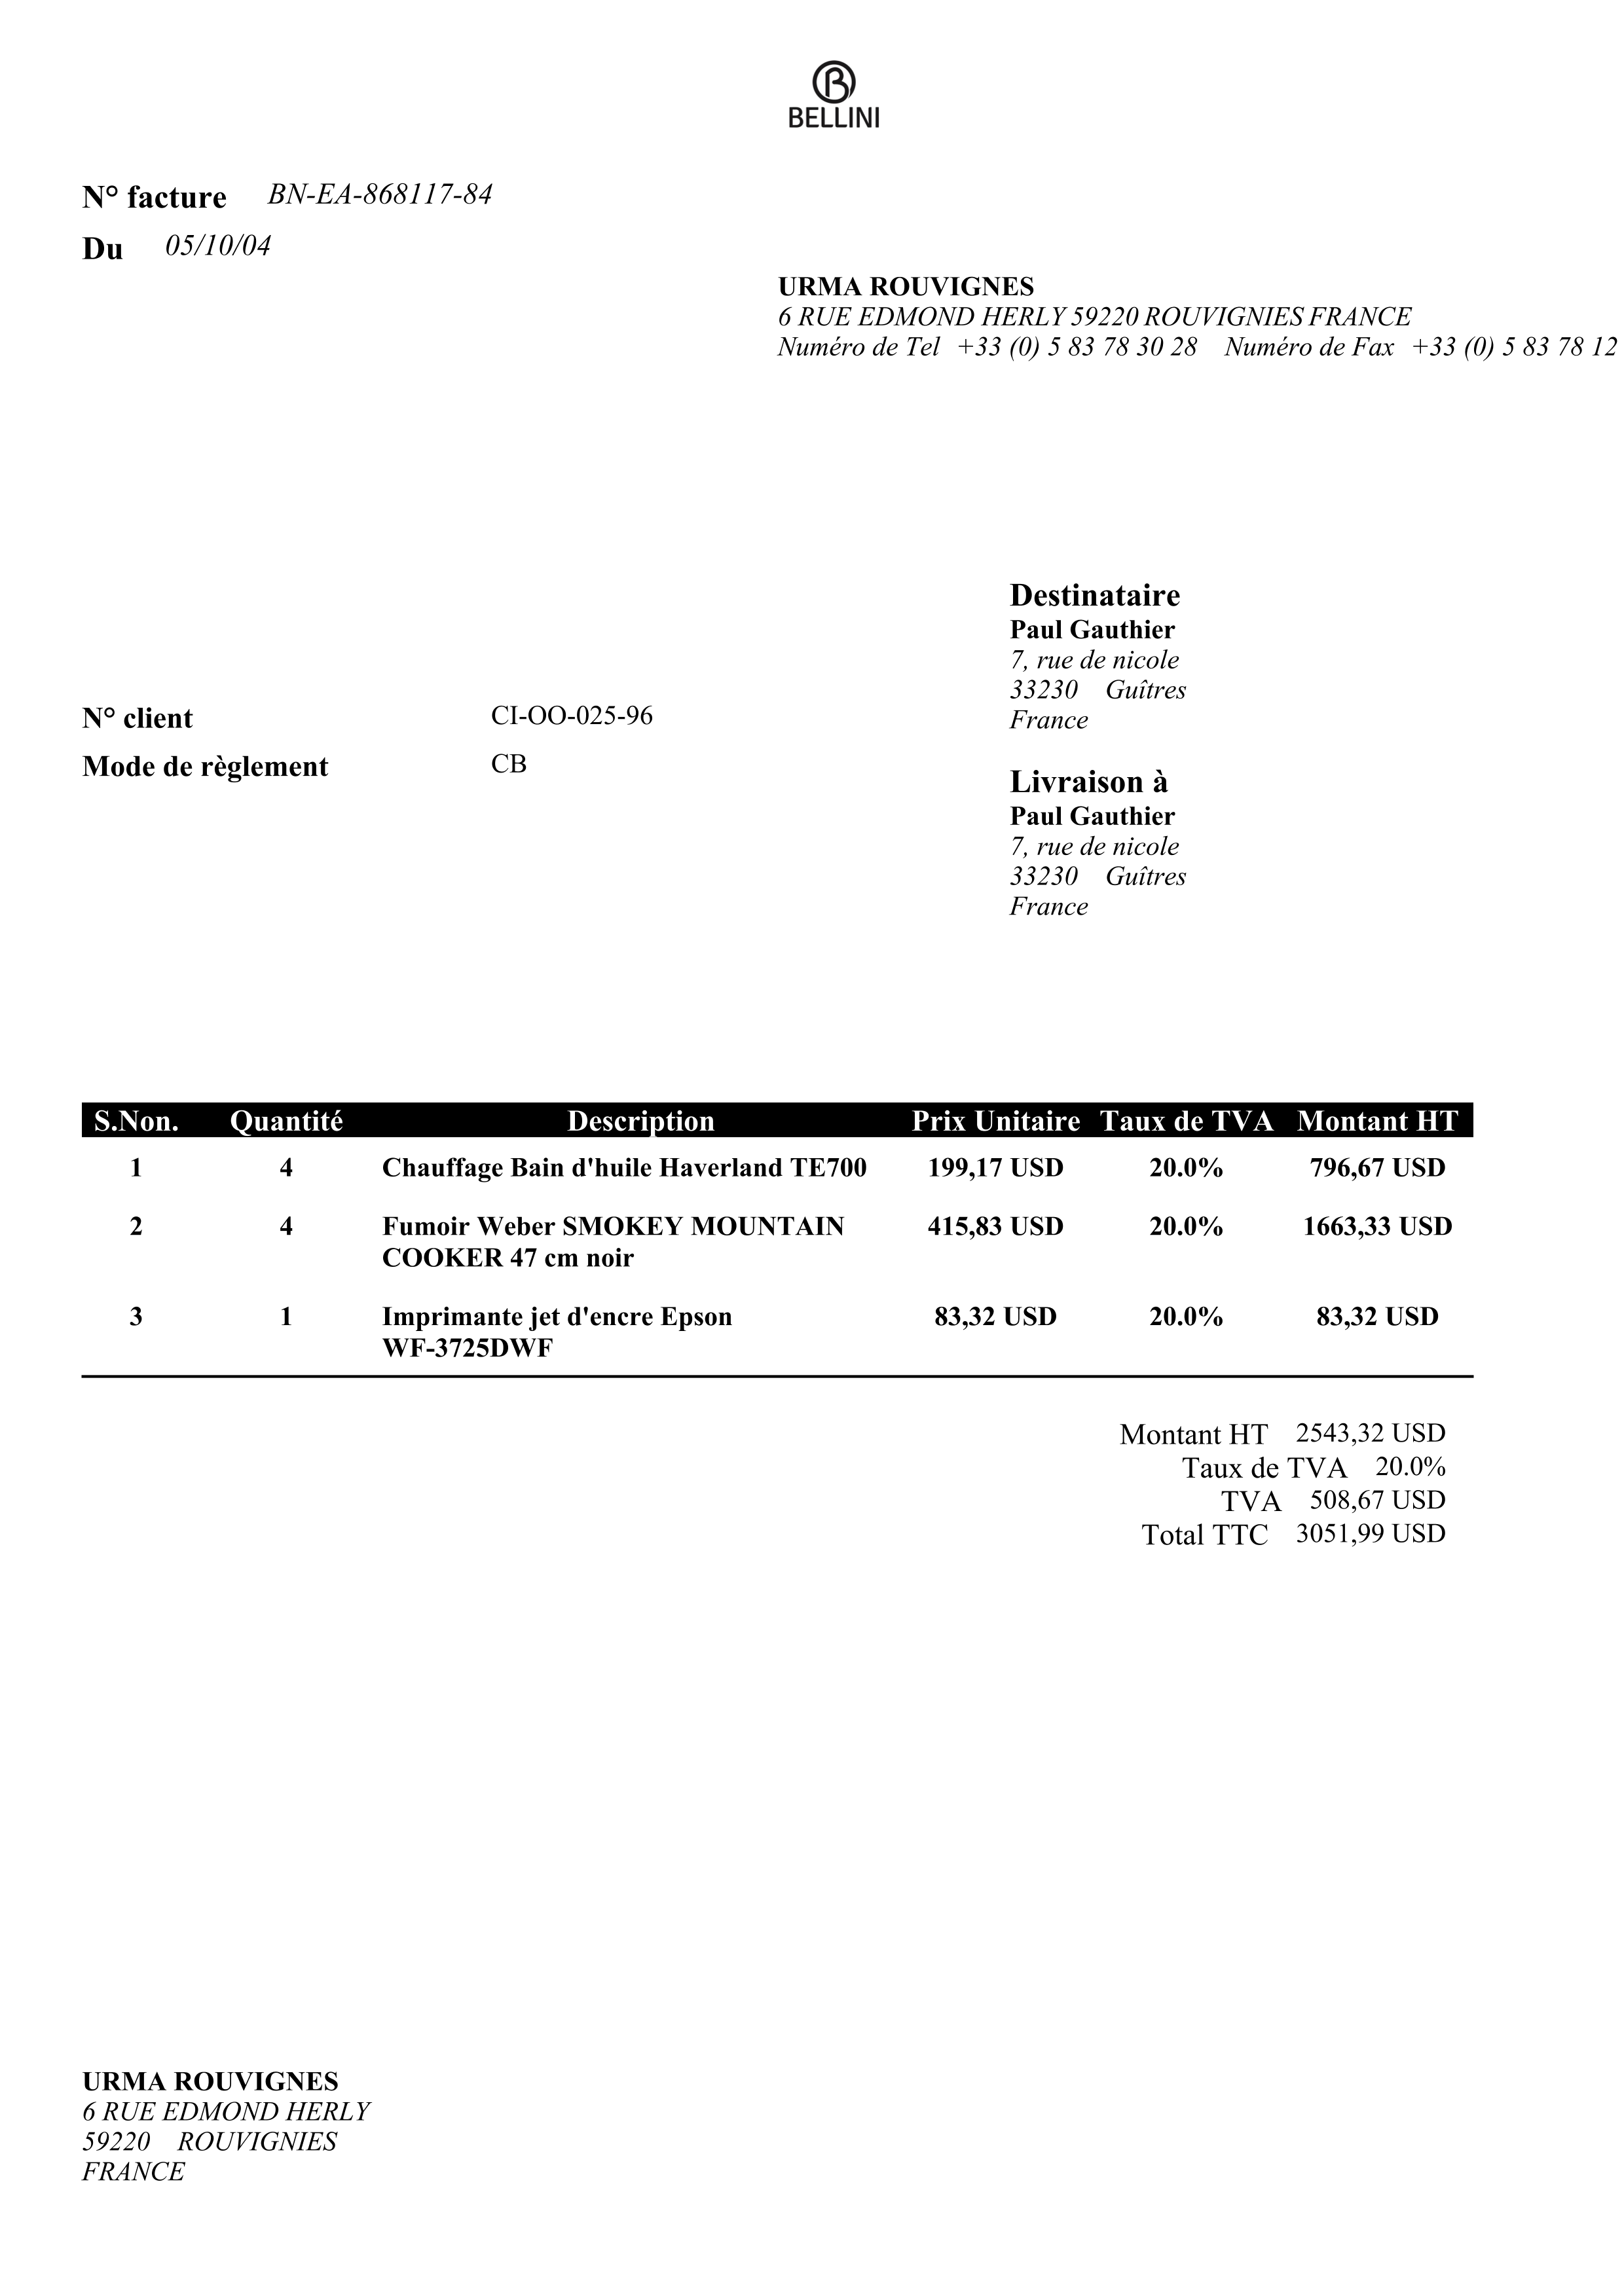 BELLINI
N° facture BN-EA-868117-84
Du 05/10/04
URMA ROUVIGNES
6 RUE EDMOND HERLY 59220 ROUVIGNIES FRANCE
Numéro de Tel +33 (0) 5 83 78 30 28 Numéro de Fax +33 (0) 5 83 78 12
Destinataire
Paul Gauthier
7, rue de nicole
33230 Guîtres
France
N° client CI-OO-025-96
Mode de règlement CB
Livraison à
Paul Gauthier
7, rue de nicole
33230 Guîtres
France
S.Non. Quantité Description Prix Unitaire Taux de TVA Montant HT
1 4 Chauffage Bain d'huile Haverland TE700 199,17 USD 20.0% 796,67 USD
2 4 Fumoir Weber SMOKEY MOUNTAIN 415,83 USD 20.0% 1663,33 USD
COOKER 47 cm noir
3 1 Imprimante jet d'encre Epson 83,32 USD 20.0% 83,32 USD
WF-3725DWF
Montant HT 2543,32 USD
Taux de TVA 20.0%
TVA 508,67 USD
Total TTC 3051,99 USD
URMA ROUVIGNES
6 RUE EDMOND HERLY
59220 ROUVIGNIES
FRANCE